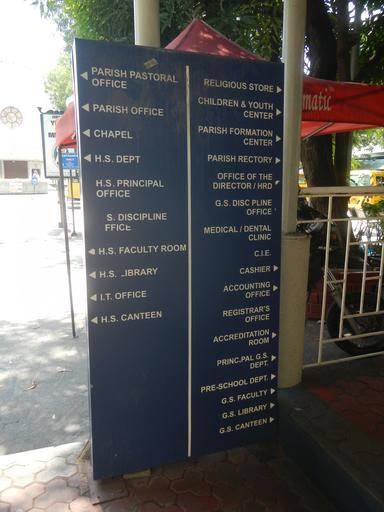 PARISH PASTORAL
OFFICE
PARISH OFFICE
CHAPEL
H.S. DEPT
H.S. PRINCIPAL
OFFICE
S. DISCIPLINE
FFICE
H.S. FACULTY ROOM
H.S. IBRARY
I.T. OFFICE
H.S. CANTEEN
RELIGIOUS STORE
CHILDREN & YOUTH
CENTER
PARISH FORMATION
CENTER
PARISH RECTORY
OFFICE OF THE
DIRECTOR / HRD
G.S. DISC PLINE
OFFICE
MEDICAL / DENTAL
CLINIC
C.I.E.
CASHIER
ACCOUNTING
OFFICE
REGISTRAR'S
OFFICE
ACCREDITATION
ROOM
PRINC.PAL G.S.
DEPT.
PRE-SCHOOL DEPT.
G.S. FACULTY
G.S. LIBRARY
G.S. CANTEEN
matic